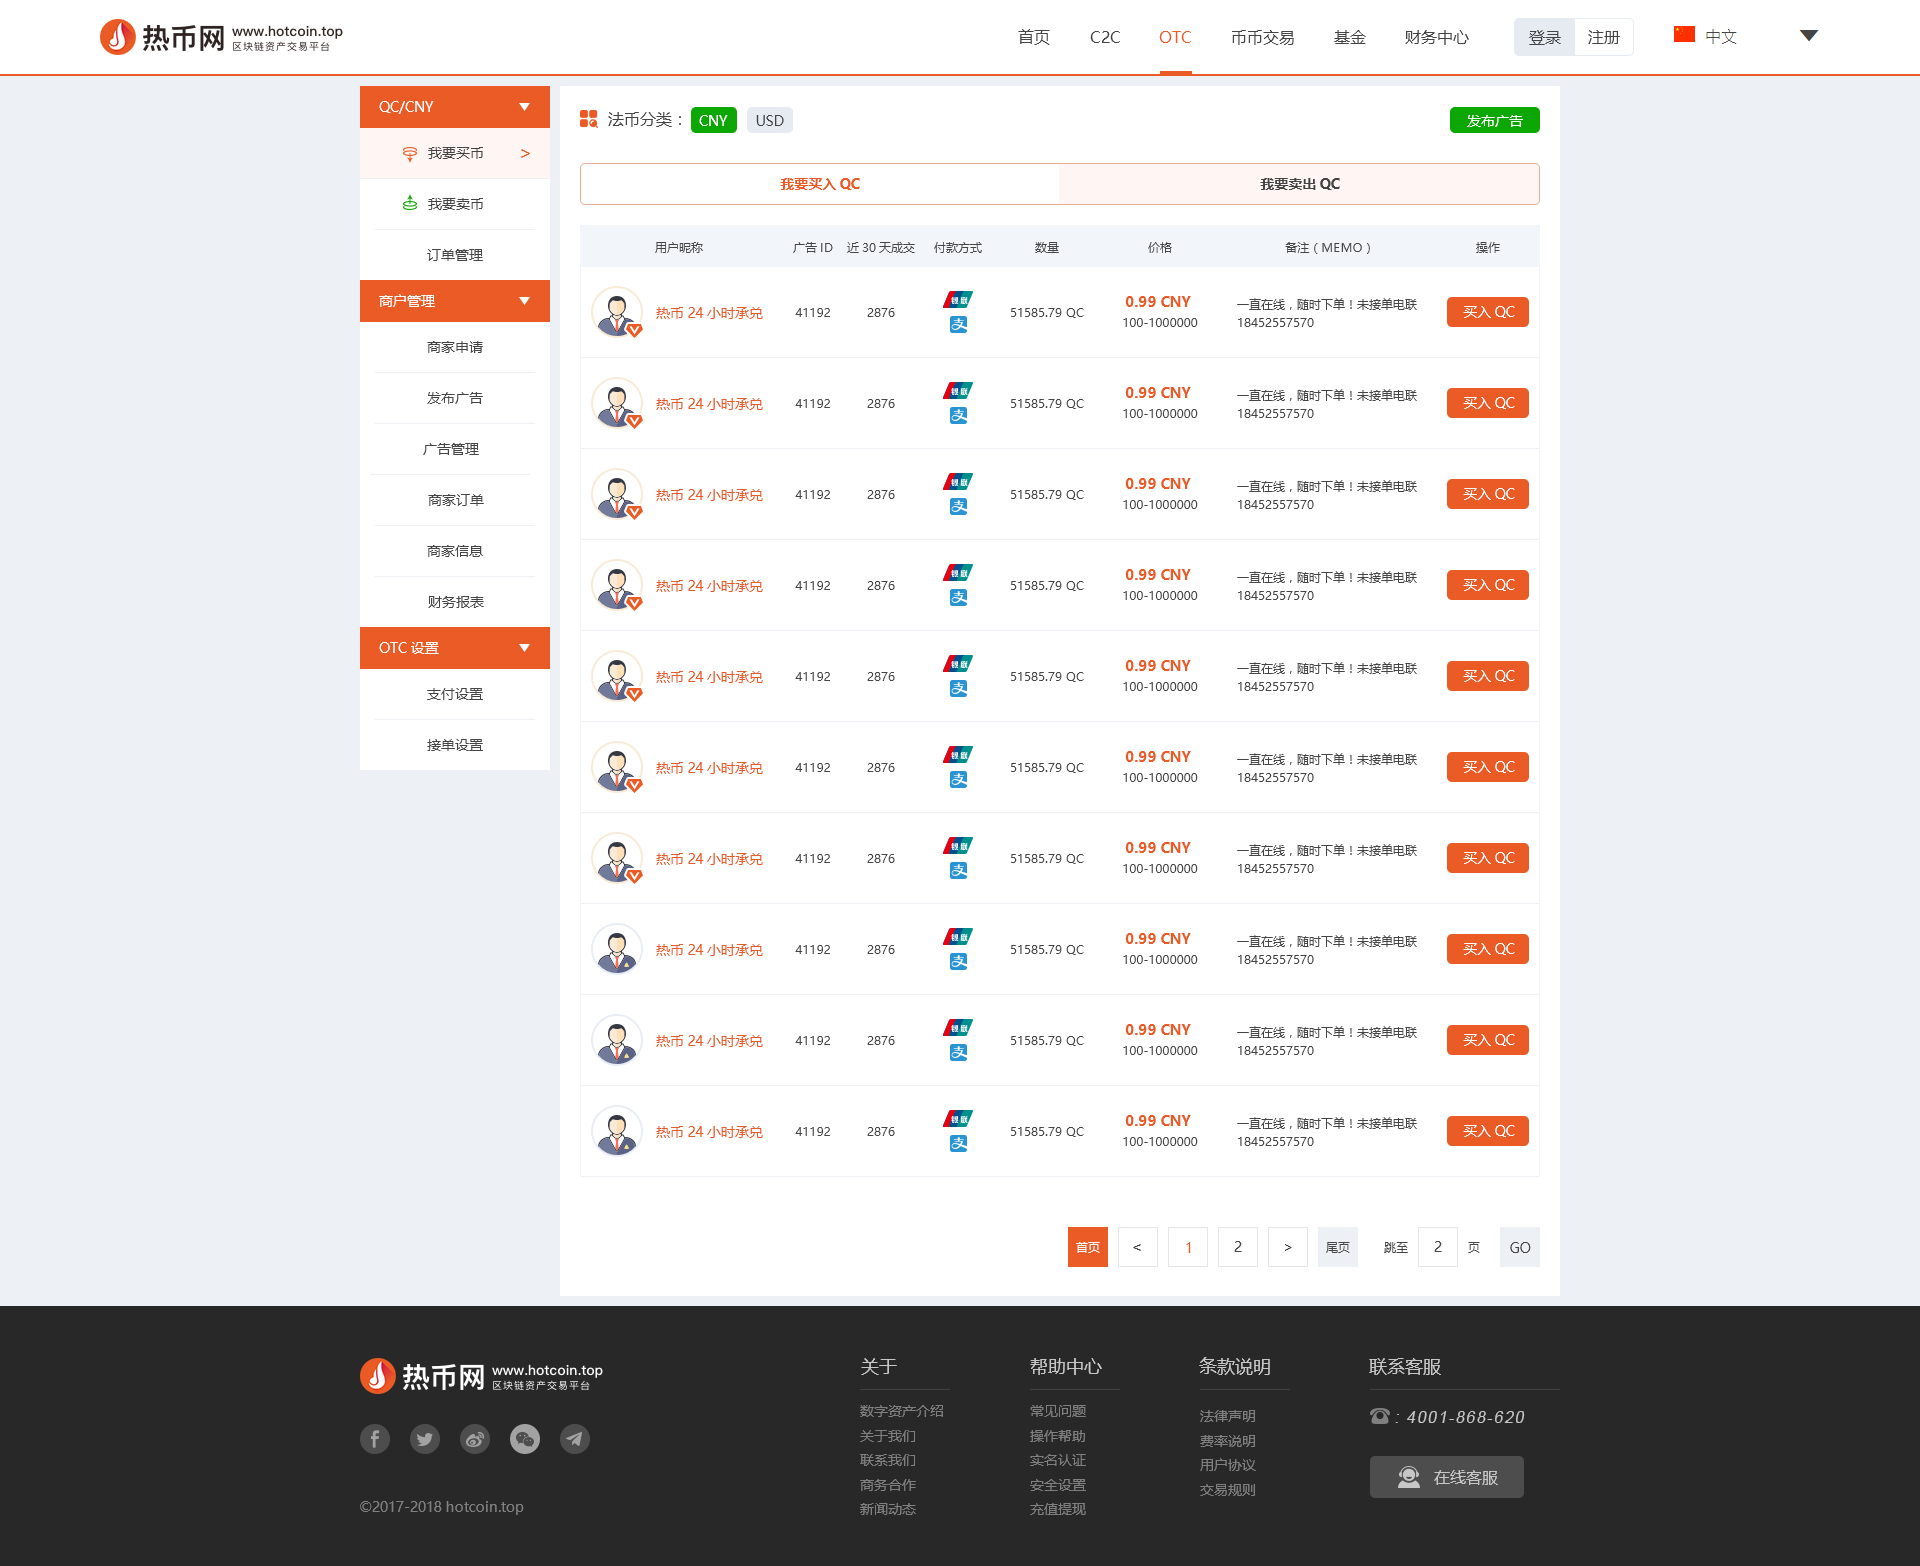 热币网 www.hotcoin.top
区块链资产交易平台
首页 C2C OTC 币币交易 基金 财务中心 登录 注册 中文
QC/CNY
我要买币 >
我要卖币
订单管理
商户管理
商家申请
发布广告
广告管理
商家订单
商家信息
财务报表
OTC 设置
支付设置
接单设置
法币分类： CNY USD 发布广告
我要买入 QC 我要卖出 QC
用户昵称 广告 ID 近 30 天成交 付款方式 数量 价格 备注（MEMO） 操作
热币 24 小时承兑 41192 2876 银联 支 51585.79 QC 0.99 CNY 一直在线，随时下单！未接单电联 买入 QC
100-1000000 18452557570
热币 24 小时承兑 41192 2876 银联 支 51585.79 QC 0.99 CNY 一直在线，随时下单！未接单电联 买入 QC
100-1000000 18452557570
热币 24 小时承兑 41192 2876 银联 支 51585.79 QC 0.99 CNY 一直在线，随时下单！未接单电联 买入 QC
100-1000000 18452557570
热币 24 小时承兑 41192 2876 银联 支 51585.79 QC 0.99 CNY 一直在线，随时下单！未接单电联 买入 QC
100-1000000 18452557570
热币 24 小时承兑 41192 2876 银联 支 51585.79 QC 0.99 CNY 一直在线，随时下单！未接单电联 买入 QC
100-1000000 18452557570
热币 24 小时承兑 41192 2876 银联 支 51585.79 QC 0.99 CNY 一直在线，随时下单！未接单电联 买入 QC
100-1000000 18452557570
热币 24 小时承兑 41192 2876 银联 支 51585.79 QC 0.99 CNY 一直在线，随时下单！未接单电联 买入 QC
100-1000000 18452557570
热币 24 小时承兑 41192 2876 银联 支 51585.79 QC 0.99 CNY 一直在线，随时下单！未接单电联 买入 QC
100-1000000 18452557570
热币 24 小时承兑 41192 2876 银联 支 51585.79 QC 0.99 CNY 一直在线，随时下单！未接单电联 买入 QC
100-1000000 18452557570
热币 24 小时承兑 41192 2876 银联 支 51585.79 QC 0.99 CNY 一直在线，随时下单！未接单电联 买入 QC
100-1000000 18452557570
首页 < 1 2 > 尾页 跳至 2 页 GO
热币网 www.hotcoin.top
区块链资产交易平台
©2017-2018 hotcoin.top
关于
数字资产介绍
关于我们
联系我们
商务合作
新闻动态
帮助中心
常见问题
操作帮助
实名认证
安全设置
充值提现
条款说明
法律声明
费率说明
用户协议
交易规则
联系客服
: 4001-868-620
在线客服